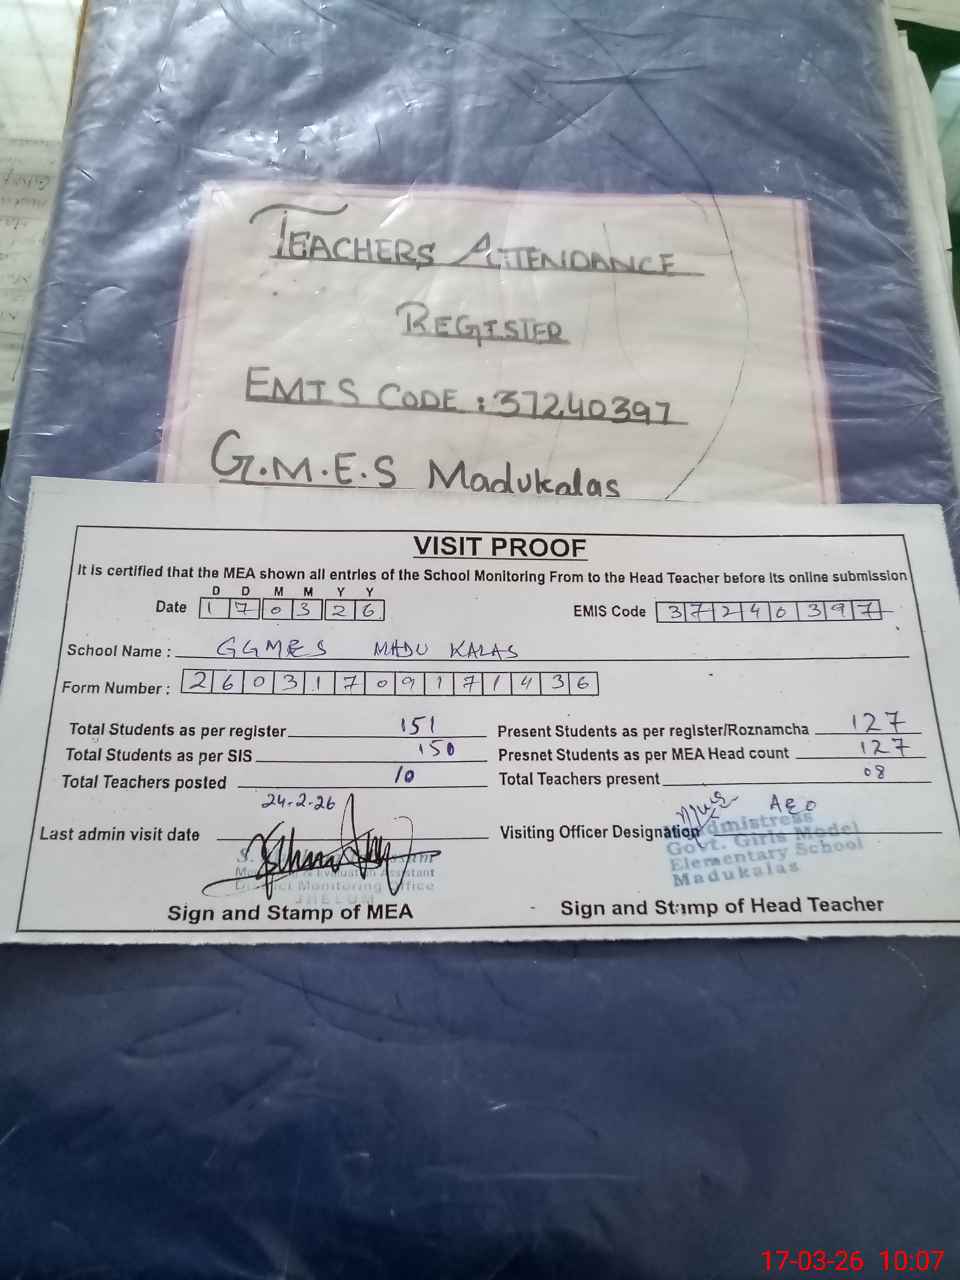 TEACHERS ATTENDANCE
REGISTER
EMIS CODE : 37240397
G.M.E.S Madukalas
VISIT PROOF
It is certified that the MEA shown all entries of the School Monitoring From to the Head Teacher before its online submission
D D M M Y Y
Date 1 7 0 3 2 6
EMIS Code 3 7 2 4 0 3 9 7
School Name : GGMES MADU KALAS
Form Number : 2 6 0 3 1 7 0 9 1 7 1 4 3 6
Total Students as per register 151
Present Students as per register/Roznamcha 127
Total Students as per SIS 150
Presnet Students as per MEA Head count 127
Total Teachers posted 10
Total Teachers present 08
Last admin visit date 24-2-26
Visiting Officer Designation AEO
Govt. Girls Model
Elementary School
Madukalas
Evaluation Assistant
District Monitoring Office
JHELUM
Sign and Stamp of MEA
Sign and Stamp of Head Teacher
17-03-26 10:07